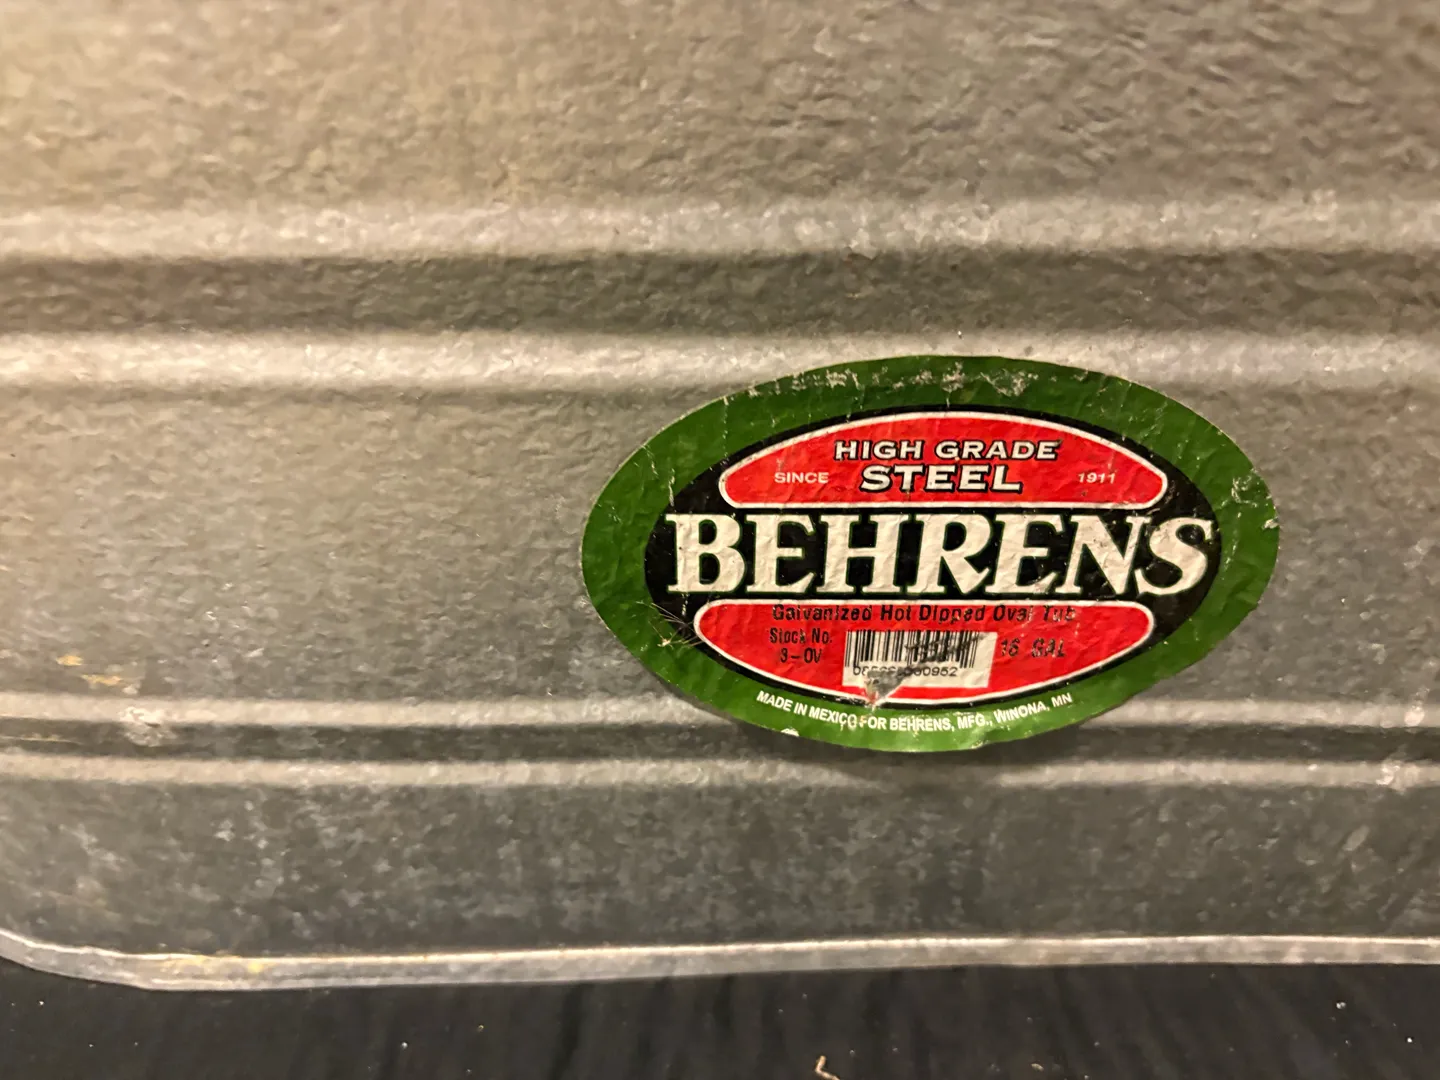 HIGH GRADE
SINCE STEEL 1911
BEHRENS
Galvanized Hot Dipped Oval Tub
Stock No.
GAL
3-OV
MADE IN MEXICO FOR BEHRENS, MFG., WINONA, MN